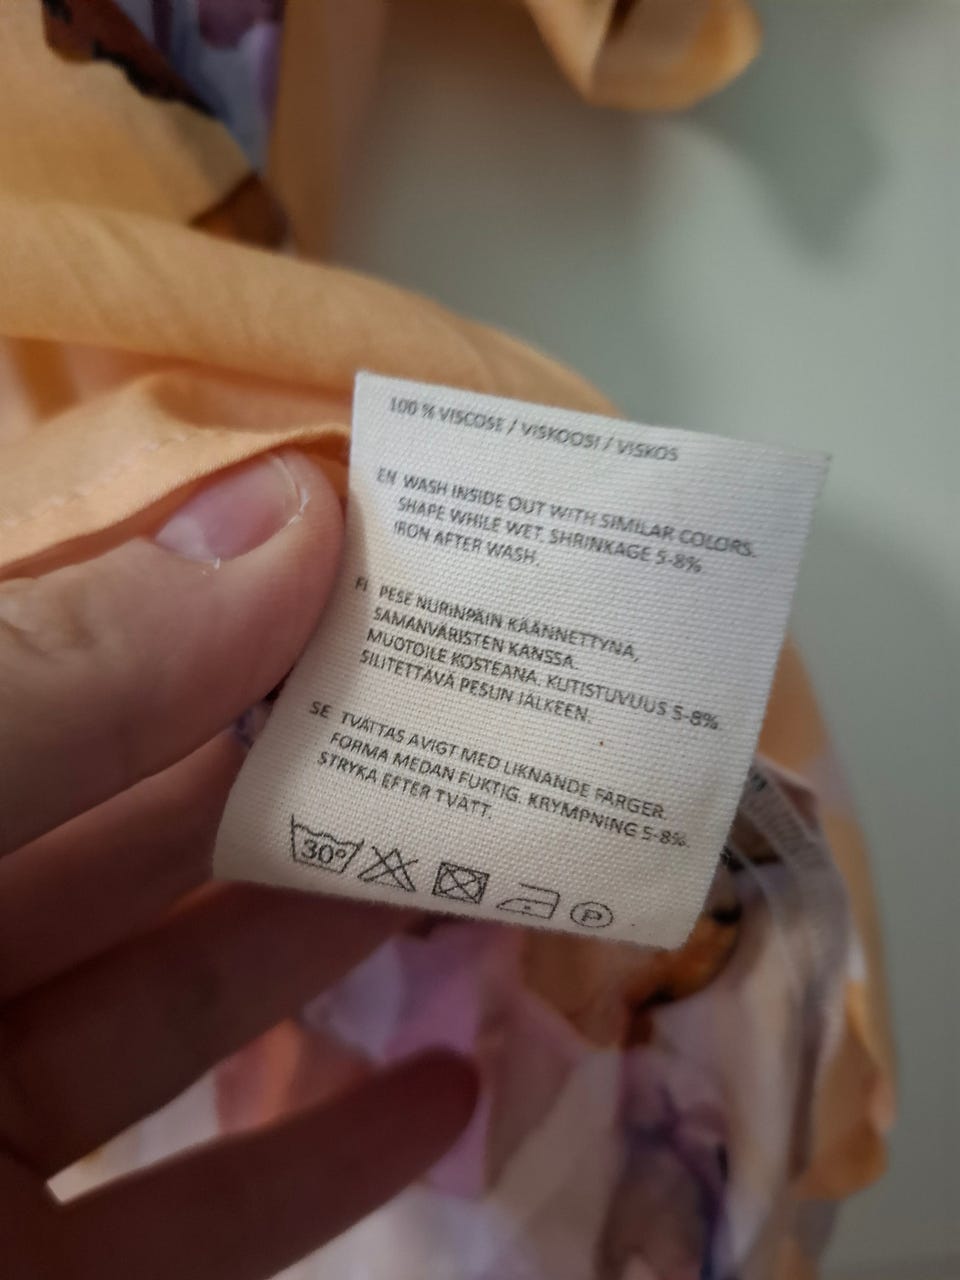 100 % VISCOSE / VISKOOSI / VISKOS
EN WASH INSIDE OUT WITH SIMILAR COLORS.
SHAPE WHILE WET. SHRINKAGE 5-8%
IRON AFTER WASH.
FI PESE NURINPÄIN KÄÄNNETTYNÄ,
SAMANVÄRISTEN KANSSA.
MUOTOILE KOSTEANA. KUTISTUVUUS 5-8%.
SILITETTÄVÄ PESUN JÄLKEEN.
SE TVÄTTAS AVIGT MED LIKNANDE FÄRGER.
FORMA MEDAN FUKTIG. KRYMPNING 5-8%.
STRYKA EFTER TVÄTT.
30° P